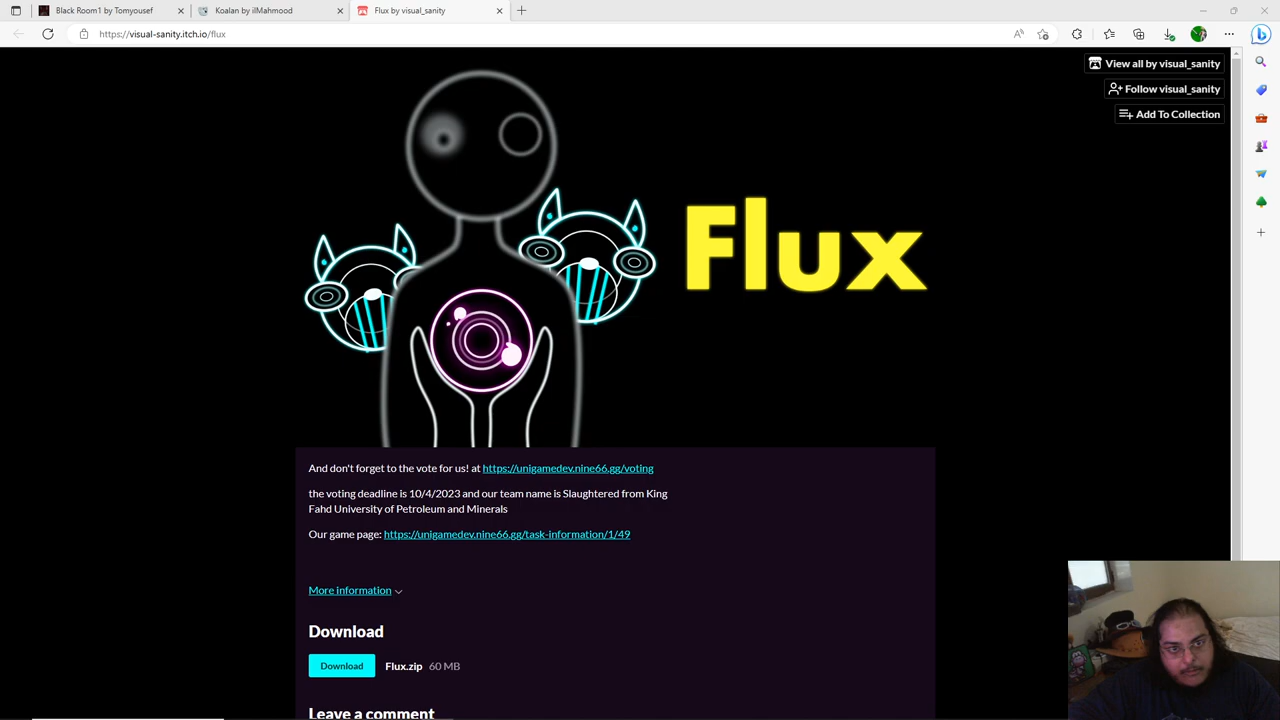 Black Room1 by Tomyousef
Koalan by ilMahmood
Flux by visual_sanity
https://visual-sanity.itch.io/flux
View all by visual_sanity
Follow visual_sanity
Add To Collection
Flux
And don't forget to the vote for us! at https://unigamedev.nine66.gg/voting
the voting deadline is 10/4/2023 and our team name is Slaughtered from King
Fahd University of Petroleum and Minerals
Our game page: https://unigamedev.nine66.gg/task-information/1/49
More information
Download
Download Flux.zip 60 MB
Leave a comment